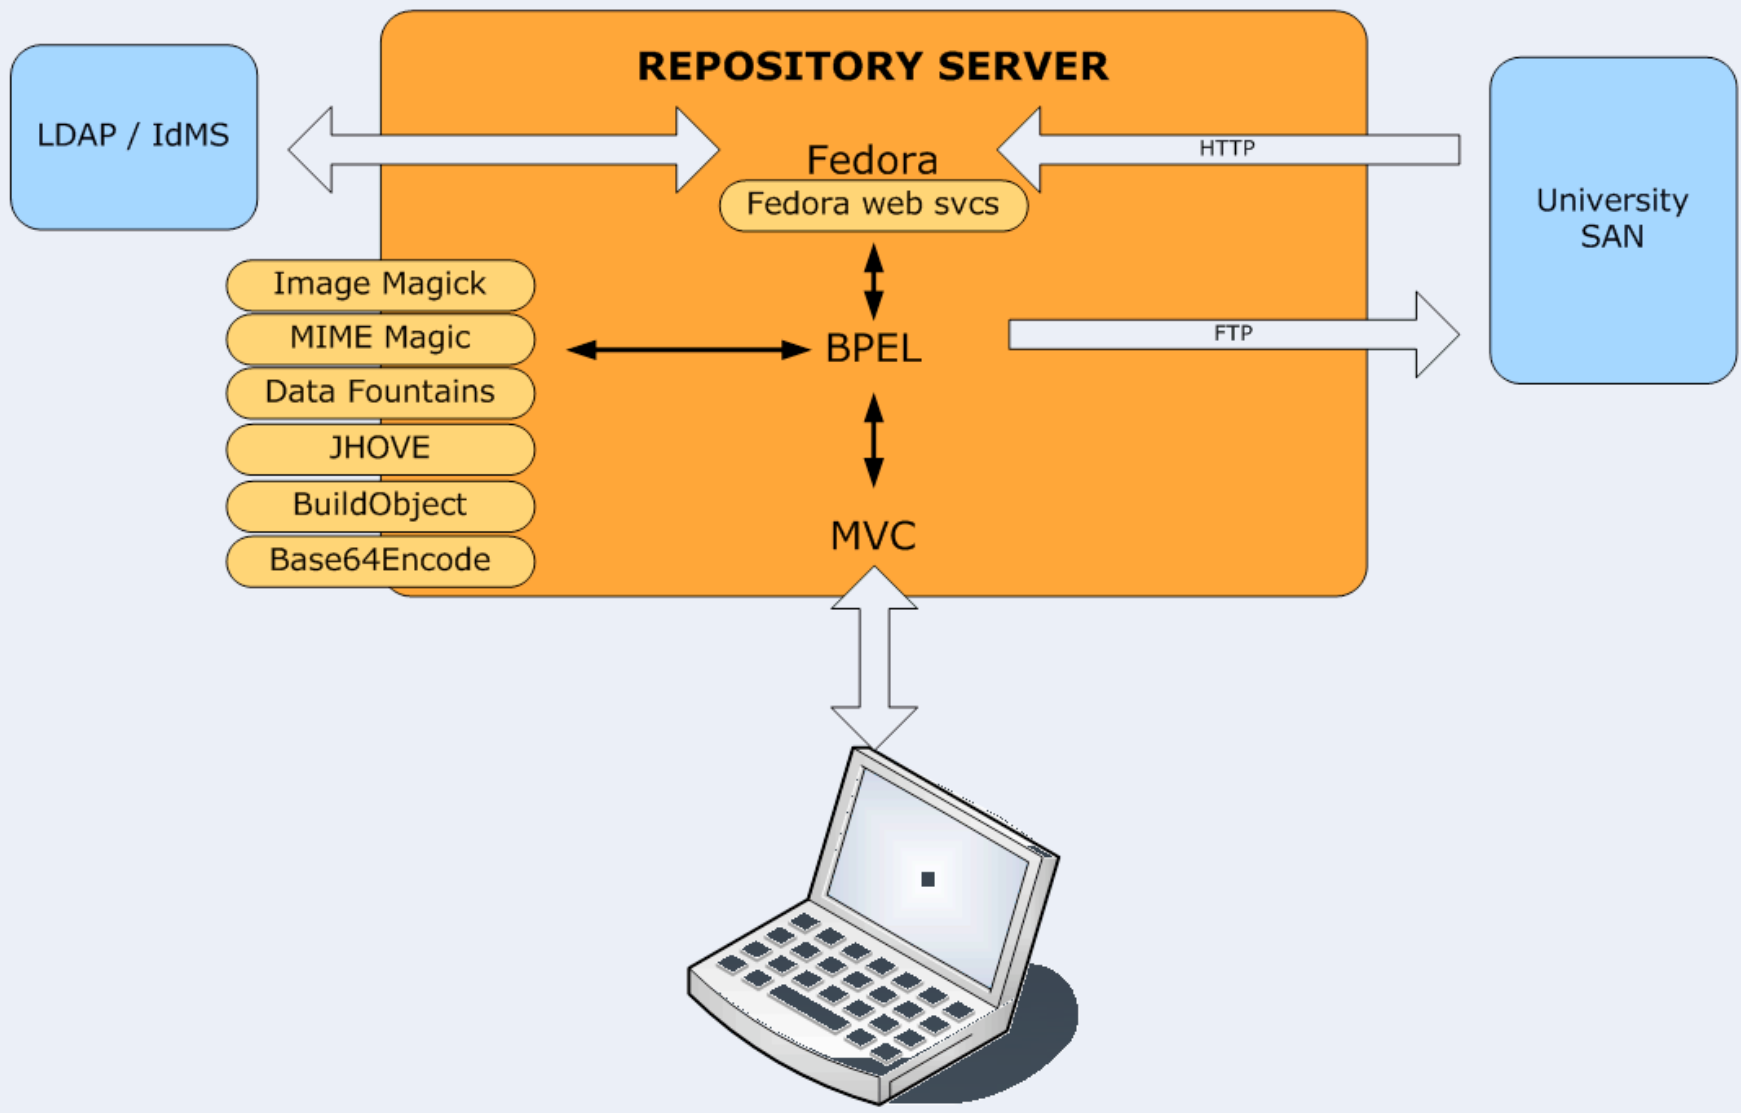 REPOSITORY SERVER
LDAP / IdMS
HTTP
Fedora
Fedora web svcs
University
SAN
Image Magick
MIME Magic
BPEL
FTP
Data Fountains
JHOVE
BuildObject
MVC
Base64Encode